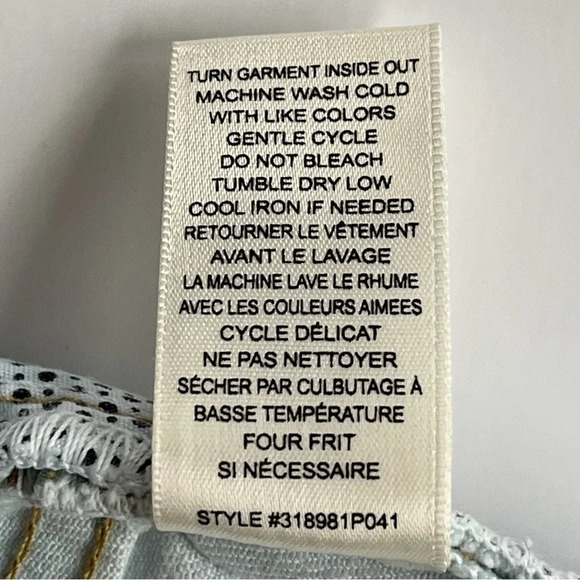 TURN GARMENT INSIDE OUT
MACHINE WASH COLD
WITH LIKE COLORS
GENTLE CYCLE
DO NOT BLEACH
TUMBLE DRY LOW
COOL IRON IF NEEDED
RETOURNER LE VÊTEMENT
AVANT LE LAVAGE
LA MACHINE LAVE LE RHUME
AVEC LES COULEURS AIMEES
CYCLE DÉLICAT
NE PAS NETTOYER
SÉCHER PAR CULBUTAGE À
BASSE TEMPÉRATURE
FOUR FRIT
SI NÉCESSAIRE
STYLE #318981P041